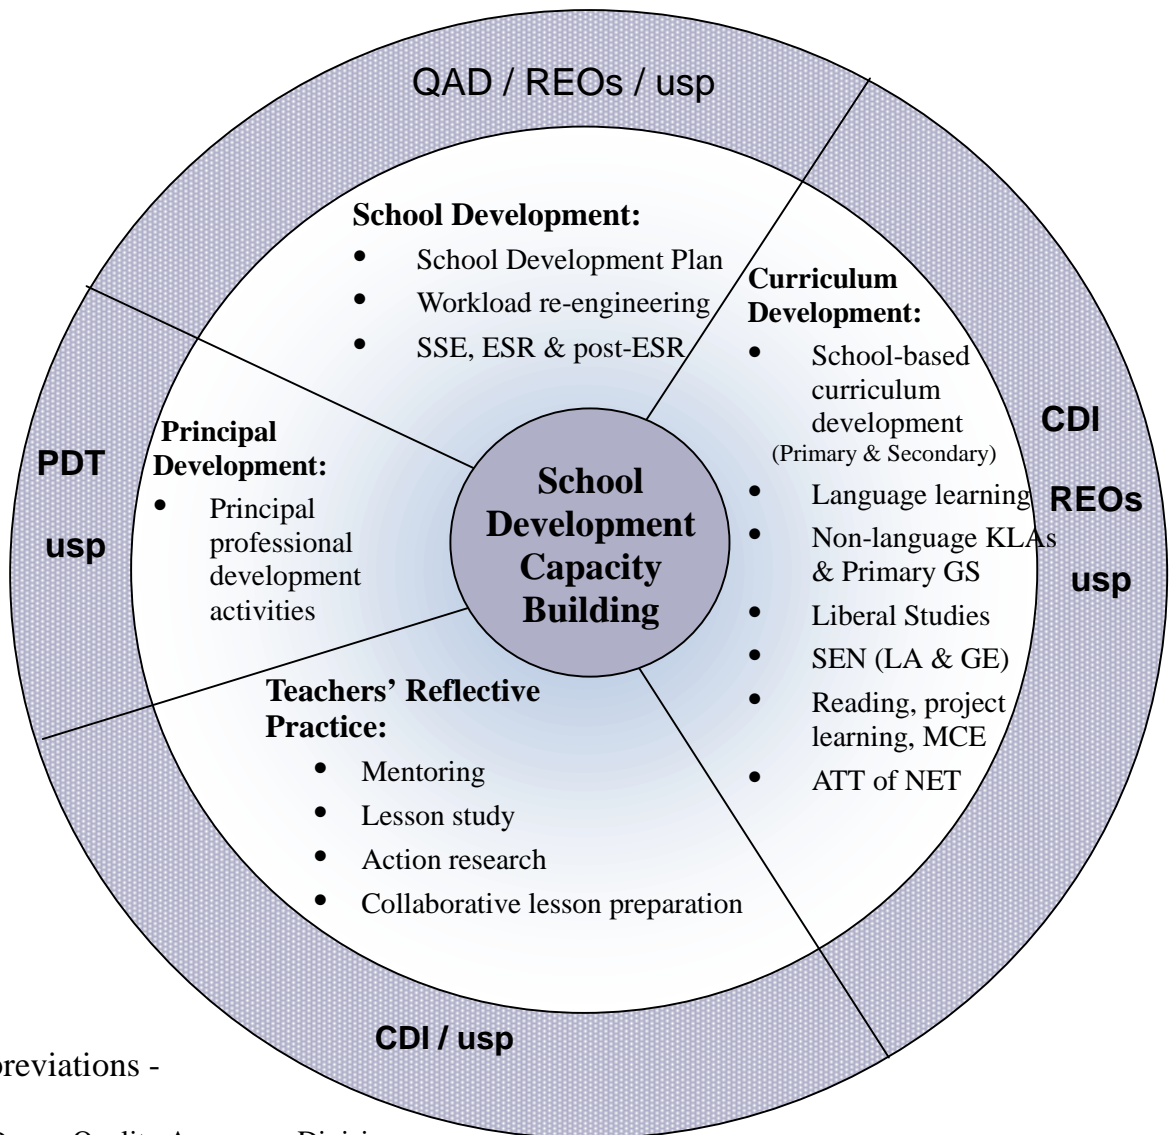 QAD / REOs / usp
School Development:
• School Development Plan
• Workload re-engineering
• SSE, ESR & post-ESR
Curriculum
Development:
• School-based
curriculum
development
(Primary & Secondary)
• Language learning
• Non-language KLAs
& Primary GS
• Liberal Studies
• SEN (LA & GE)
• Reading, project
learning, MCE
• ATT of NET
CDI
REOs
usp
Principal
Development:
• Principal
professional
development
activities
PDT
usp
School
Development
Capacity
Building
Teachers’ Reflective
Practice:
• Mentoring
• Lesson study
• Action research
• Collaborative lesson preparation
CDI / usp
breviations -